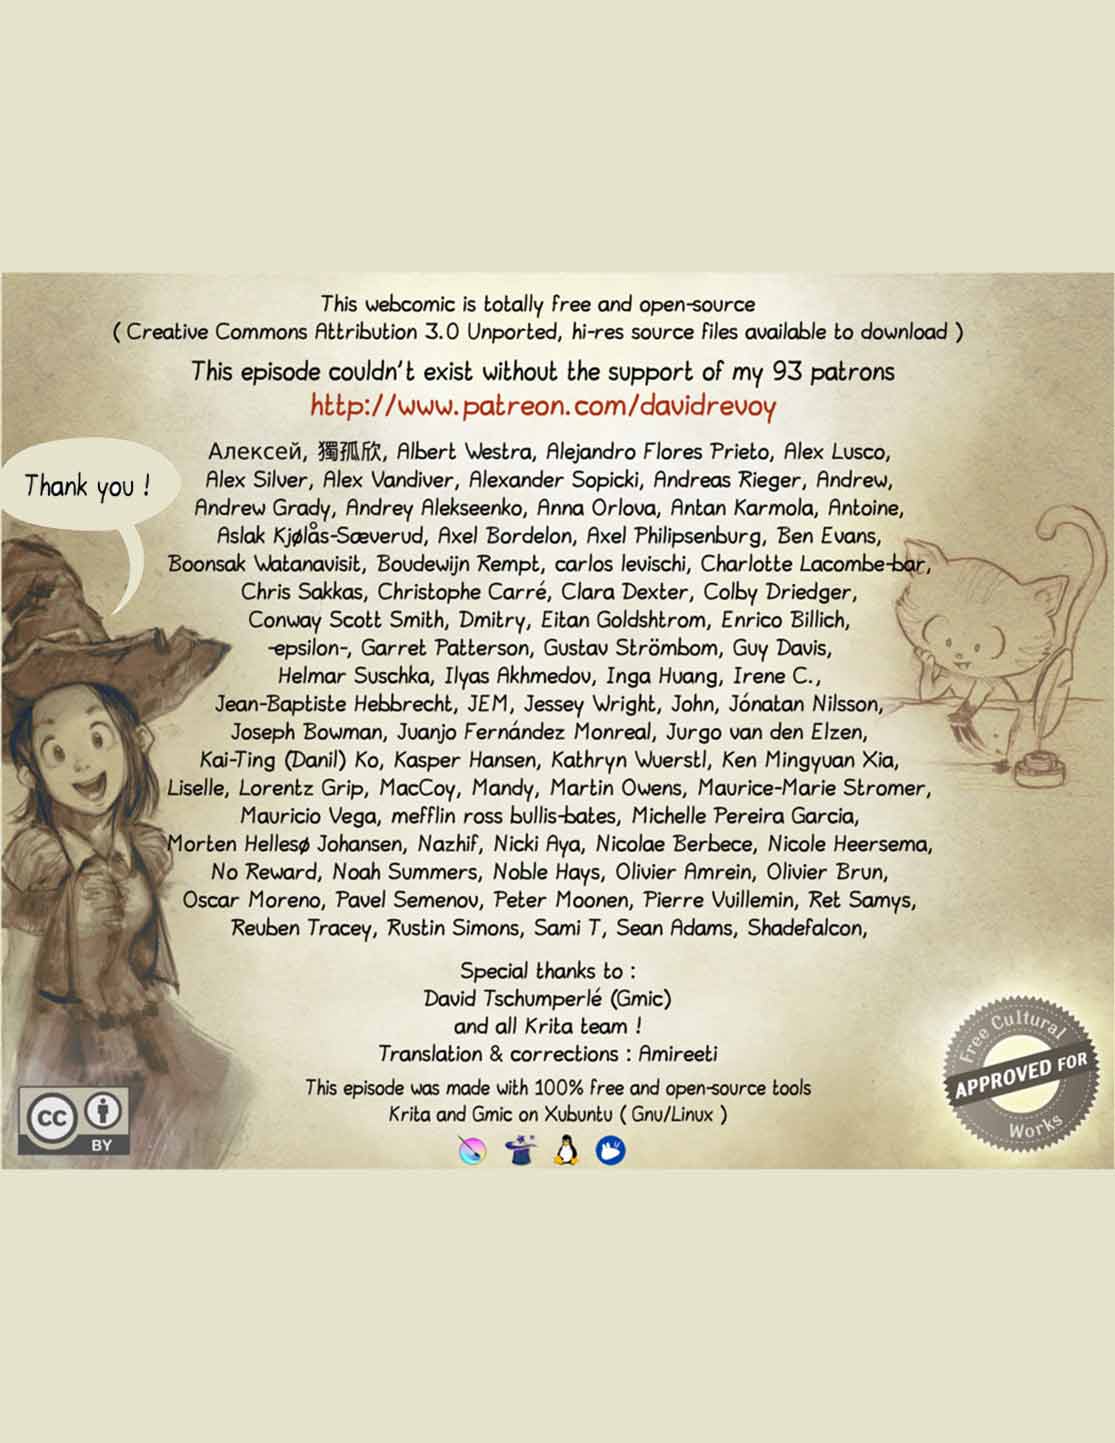 This webcomic is totally free and open-source
( Creative Commons Attribution 3.0 Unported, hi-res source files available to download )
This episode couldn't exist without the support of my 93 patrons
http://www.patreon.com/davidrevoy
Thank you !
Алексей, 獨孤欣, Albert Westra, Alejandro Flores Prieto, Alex Lusco,
Alex Silver, Alex Vandiver, Alexander Sopicki, Andreas Rieger, Andrew,
Andrew Grady, Andrey Alekseenko, Anna Orlova, Antan Karmola, Antoine,
Aslak Kjølås-Sæverud, Axel Bordelon, Axel Philipsenburg, Ben Evans,
Boonsak Watanavisit, Boudewijn Rempt, carlos levischi, Charlotte Lacombe-bar,
Chris Sakkas, Christophe Carré, Clara Dexter, Colby Driedger,
Conway Scott Smith, Dmitry, Eitan Goldshtrom, Enrico Billich,
-epsilon-, Garret Patterson, Gustav Strömbom, Guy Davis,
Helmar Suschka, Ilyas Akhmedov, Inga Huang, Irene C.,
Jean-Baptiste Hebbrecht, JEM, Jessey Wright, John, Jónatan Nilsson,
Joseph Bowman, Juanjo Fernández Monreal, Jurgo van den Elzen,
Kai-Ting (Danil) Ko, Kasper Hansen, Kathryn Wuerstl, Ken Mingyuan Xia,
Liselle, Lorentz Grip, MacCoy, Mandy, Martin Owens, Maurice-Marie Stromer,
Mauricio Vega, mefflin ross bullis-bates, Michelle Pereira Garcia,
Morten Hellesø Johansen, Nazhif, Nicki Aya, Nicolae Berbece, Nicole Heersema,
No Reward, Noah Summers, Noble Hays, Olivier Amrein, Olivier Brun,
Oscar Moreno, Pavel Semenov, Peter Moonen, Pierre Vuillemin, Ret Samys,
Reuben Tracey, Rustin Simons, Sami T, Sean Adams, Shadefalcon,
Special thanks to :
David Tschumperlé (Gmic)
and all Krita team !
Translation & corrections : Amireeti
This episode was made with 100% free and open-source tools
Krita and Gmic on Xubuntu ( Gnu/Linux )
cc
BY
Free Cultural
APPROVED FOR
Works